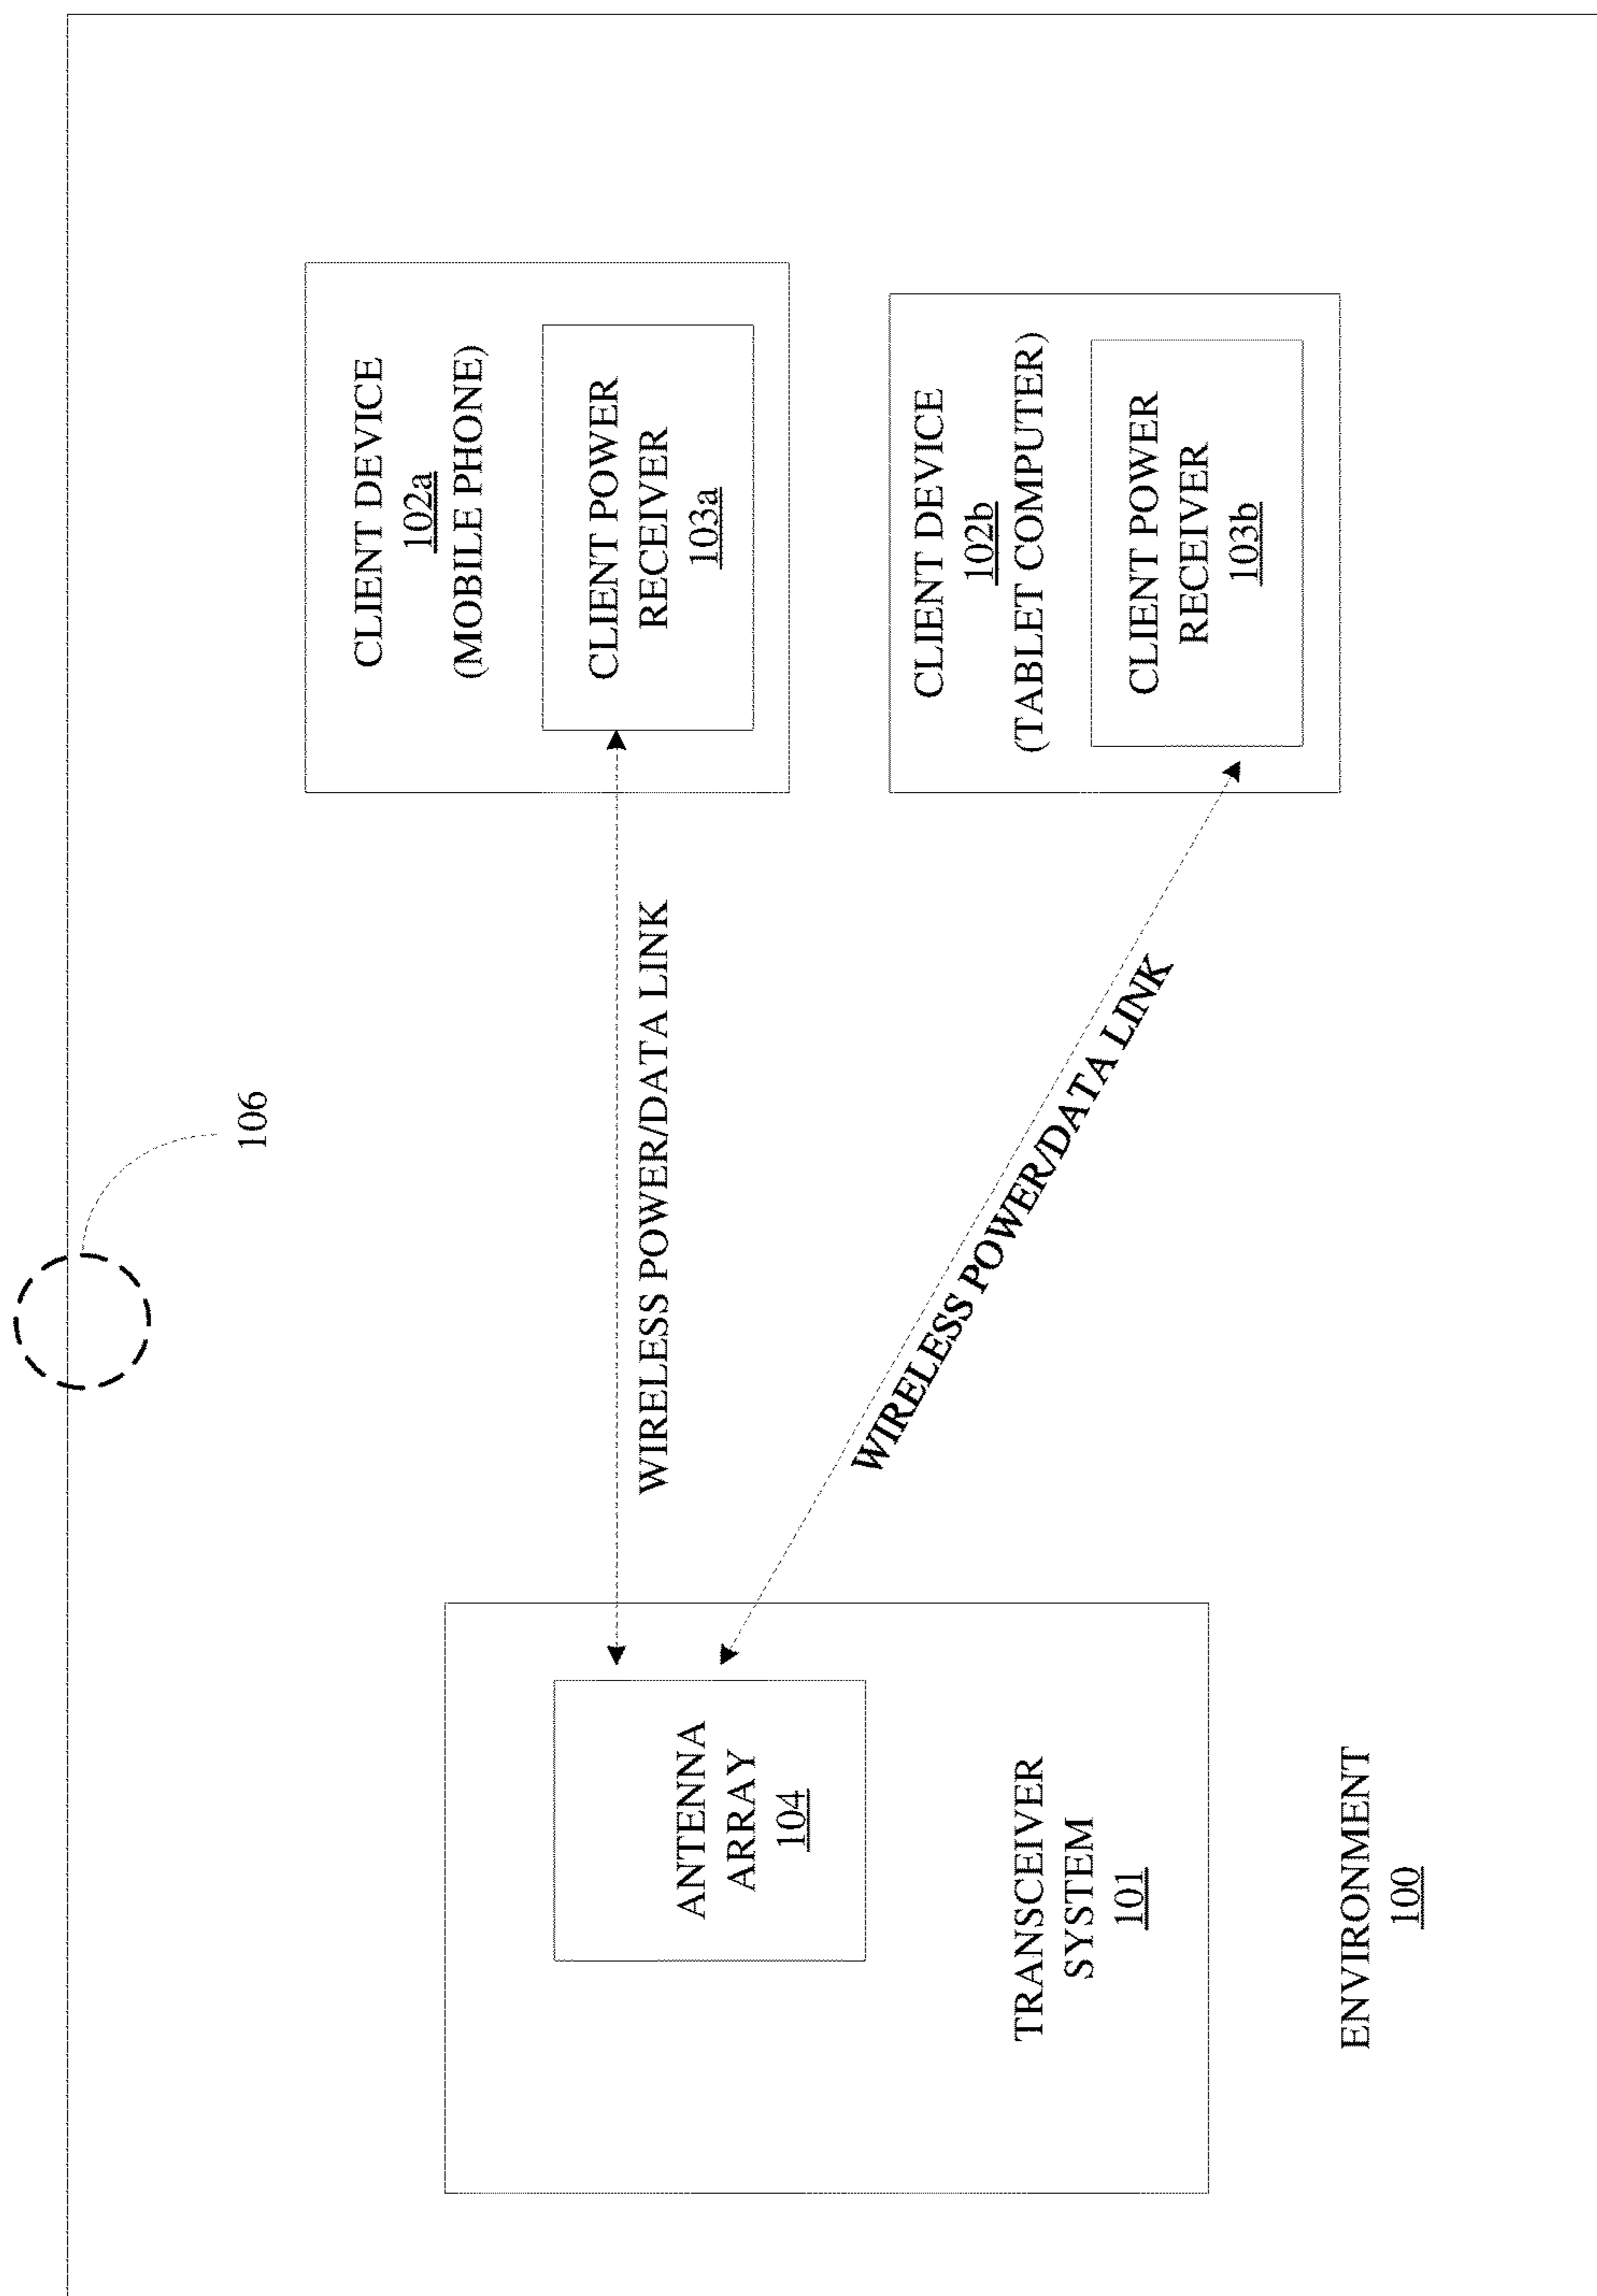 106
CLIENT DEVICE
102a
(MOBILE PHONE)
CLIENT POWER
RECEIVER
103a
WIRELESS POWER/DATA LINK
ANTENNA
ARRAY
104
TRANSCEIVER
SYSTEM
101
WIRELESS POWER/DATA LINK
CLIENT DEVICE
102b
(TABLET COMPUTER)
CLIENT POWER
RECEIVER
103b
ENVIRONMENT
100